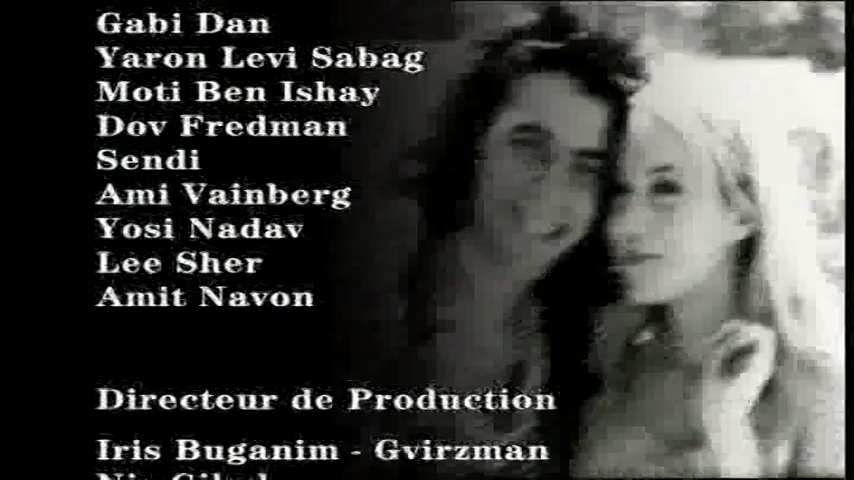 Gabi Dan
Yaron Levi Sabag
Moti Ben Ishay
Dov Fredman
Sendi
Ami Vainberg
Yosi Nadav
Lee Sher
Amit Navon
Directeur de Production
Iris Buganim - Gvirzman